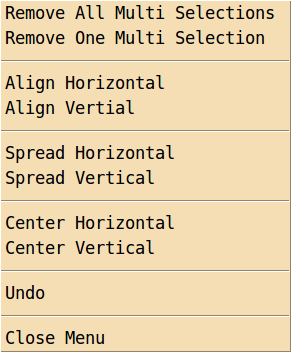 Remove All Multi Selections
Remove One Multi Selection
Align Horizontal
Align Vertial
Spread Horizontal
Spread Vertical
Center Horizontal
Center Vertical
Undo
Close Menu